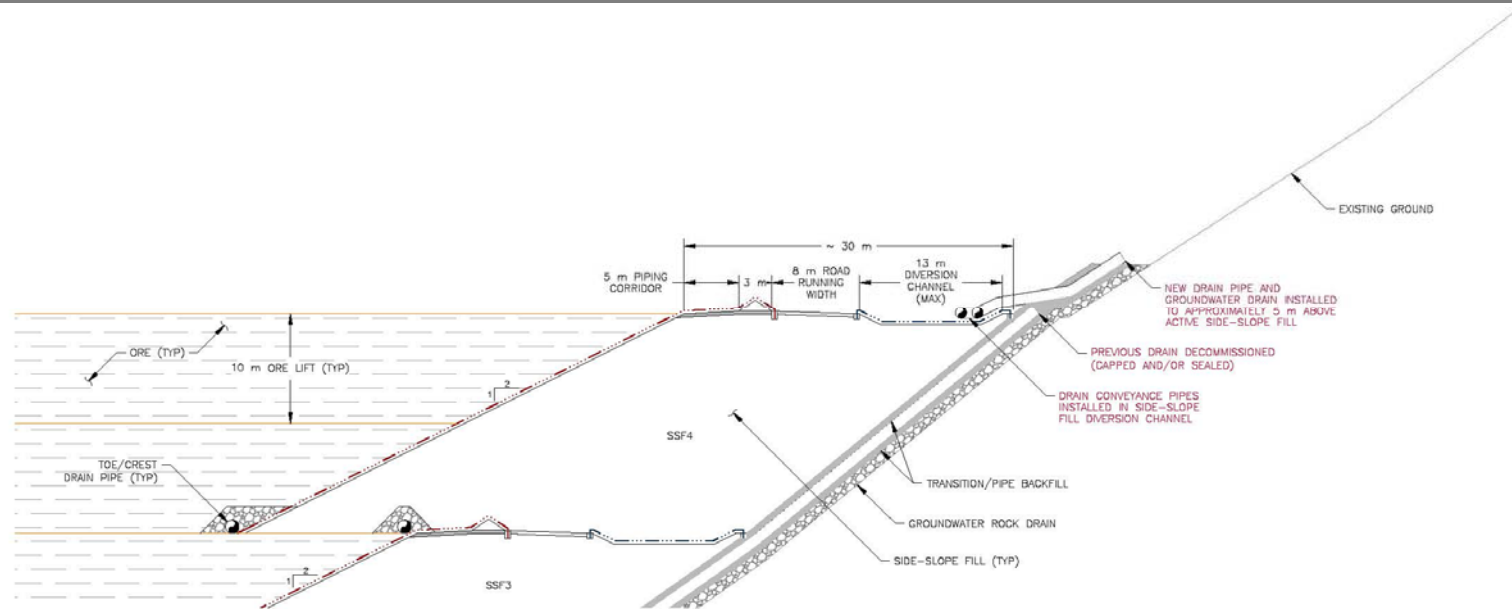 ~ 30 m
5 m PIPING
CORRIDOR
3 m
8 m ROAD
RUNNING
WIDTH
13 m
DIVERSION
CHANNEL
(MAX)
EXISTING GROUND
NEW DRAIN PIPE AND
GROUNDWATER DRAIN INSTALLED
TO APPROXIMATELY 5 m ABOVE
ACTIVE SIDE-SLOPE FILL
ORE (TYP)
10 m ORE LIFT (TYP)
PREVIOUS DRAIN DECOMMISSIONED
(CAPPED AND/OR SEALED)
2
1
DRAIN CONVEYANCE PIPES
INSTALLED IN SIDE-SLOPE
FILL DIVERSION CHANNEL
SSF4
TOE/CREST
DRAIN PIPE (TYP)
TRANSITION/PIPE BACKFILL
GROUNDWATER ROCK DRAIN
SIDE-SLOPE FILL (TYP)
2
1
SSF3